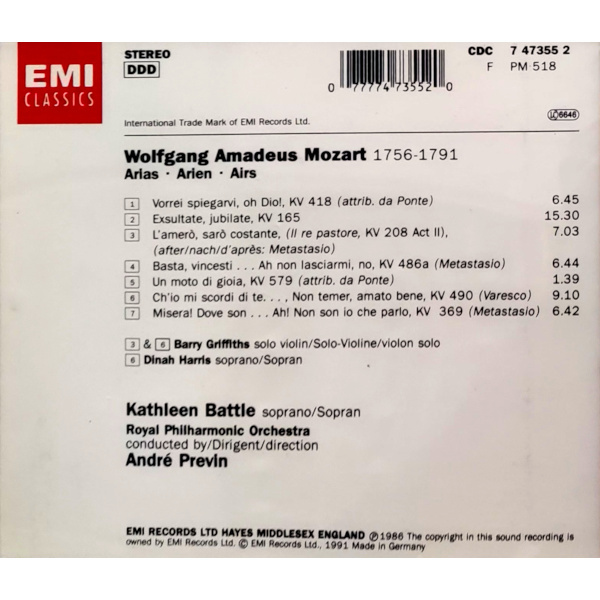 EMI
CLASSICS
STEREO
DDD
CDC 7 47355 2
F PM 518
0 77774 73552 0
International Trade Mark of EMI Records Ltd.
LC 6646
Wolfgang Amadeus Mozart 1756-1791
Arias · Arien · Airs
1 Vorrei spiegarvi, oh Dio!, KV 418 (attrib. da Ponte) 6.45
2 Exsultate, jubilate, KV 165 15.30
3 L'amerò, sarò costante, (Il re pastore, KV 208 Act II), 7.03
(after/nach/d'après: Metastasio)
4 Basta, vincesti . . . Ah non lasciarmi, no, KV 486a (Metastasio) 6.44
5 Un moto di gioia, KV 579 (attrib. da Ponte) 1.39
6 Ch'io mi scordi di te. . . , Non temer, amato bene, KV 490 (Varesco) 9.10
7 Misera! Dove son . . . Ah! Non son io che parlo, KV 369 (Metastasio) 6.42
3 & 6 Barry Griffiths solo violin/Solo-Violine/violon solo
6 Dinah Harris soprano/Sopran
Kathleen Battle soprano/Sopran
Royal Philharmonic Orchestra
conducted by/Dirigent/direction
André Previn
EMI RECORDS LTD HAYES MIDDLESEX ENGLAND ℗1986 The copyright in this sound recording is
owned by EMI Records Ltd. © EMI Records Ltd., 1991 Made in Germany